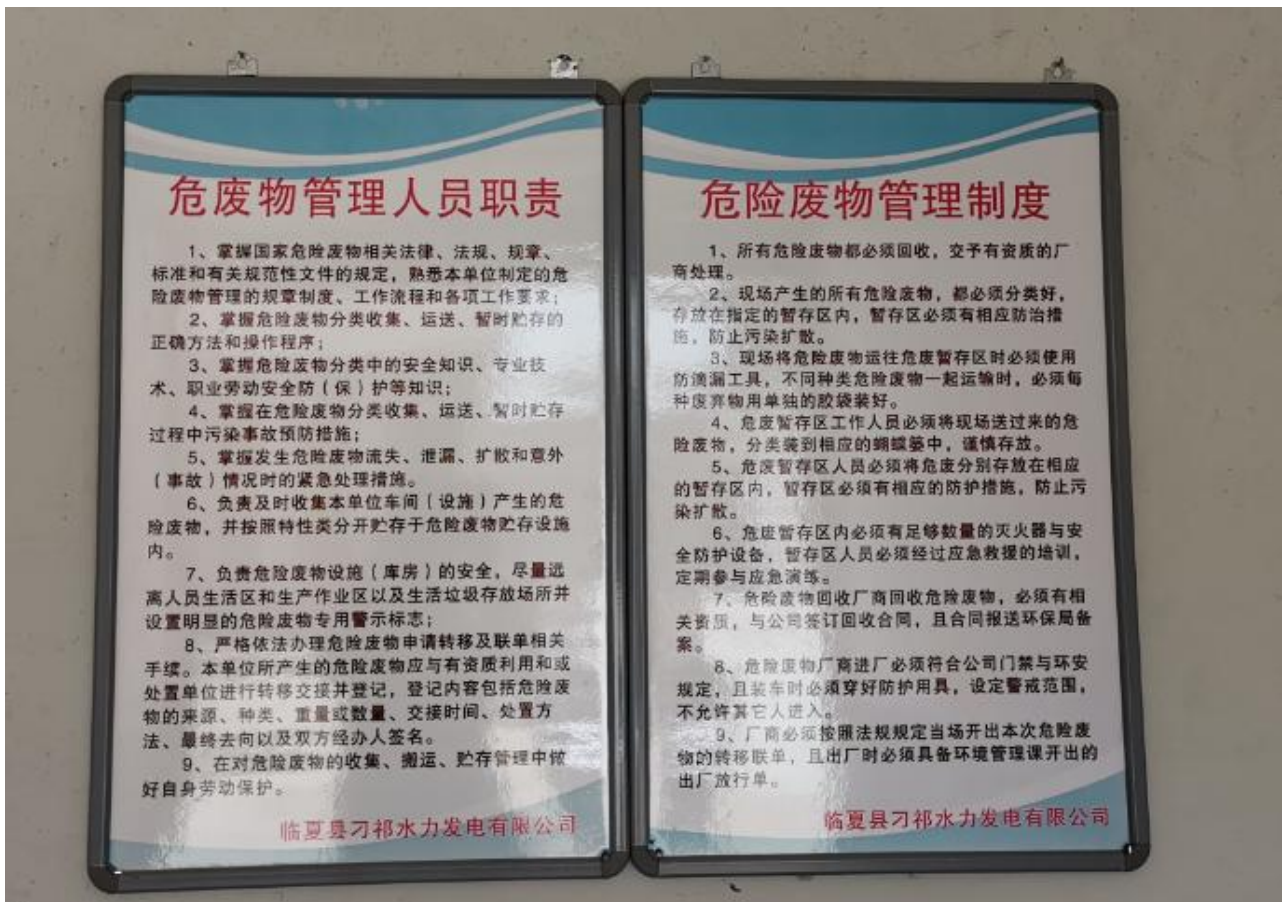 危废物管理人员职责
1、掌握国家危险废物相关法律、法规、规章、
标准和有关规范性文件的规定，熟悉本单位制定的危
险废物管理的规章制度、工作流程和各项工作要求；
2、掌握危险废物分类收集、运送、暂时贮存的
正确方法和操作程序；
3、掌握危险废物分类中的安全知识、专业技
术、职业劳动安全防（保）护等知识；
4、掌握在危险废物分类收集、运送、暂时贮存
过程中污染事故预防措施；
5、掌握发生危险废物流失、泄漏、扩散和意外
（事故）情况时的紧急处理措施。
6、负责及时收集本单位车间（设施）产生的危
险废物，并按照特性类分开贮存于危险废物贮存设施
内。
7、负责危险废物设施（库房）的安全，尽量远
离人员生活区和生产作业区以及生活垃圾存放场所并
设置明显的危险废物专用警示标志；
8、严格依法办理危险废物申请转移及联单相关
手续。本单位所产生的危险废物应与有资质利用和或
处置单位进行转移交接并登记，登记内容包括危险废
物的来源、种类、重量或数量、交接时间、处置方
法、最终去向以及双方经办人签名。
9、在对危险废物的收集、搬运、贮存管理中做
好自身劳动保护。
临夏县刁祁水力发电有限公司
危险废物管理制度
1、所有危险废物都必须回收，交予有资质的厂
商处理。
2、现场产生的所有危险废物，都必须分类好，
存放在指定的暂存区内，暂存区必须有相应防治措
施，防止污染扩散。
3、现场将危险废物运往危废暂存区时必须使用
防滴漏工具，不同种类危险废物一起运输时，必须每
种废弃物用单独的胶袋装好。
4、危废暂存区工作人员必须将现场送过来的危
险废物，分类装到相应的蝴蝶篓中，谨慎存放。
5、危废暂存区人员必须将危废分别存放在相应
的暂存区内，暂存区必须有相应的防护措施，防止污
染扩散。
6、危废暂存区内必须有足够数量的灭火器与安
全防护设备，暂存区人员必须经过应急救援的培训，
定期参与应急演练。
7、危险废物回收厂商回收危险废物，必须有相
关资质，与公司签订回收合同，且合同报送环保局备
案。
8、危险废物厂商进厂必须符合公司门禁与环安
规定，且装车时必须穿好防护用具，设定警戒范围，
不允许其它人进入。
9、厂商必须按照法规规定当场开出本次危险废
物的转移联单，且出厂时必须具备环境管理课开出的
出厂放行单。
临夏县刁祁水力发电有限公司